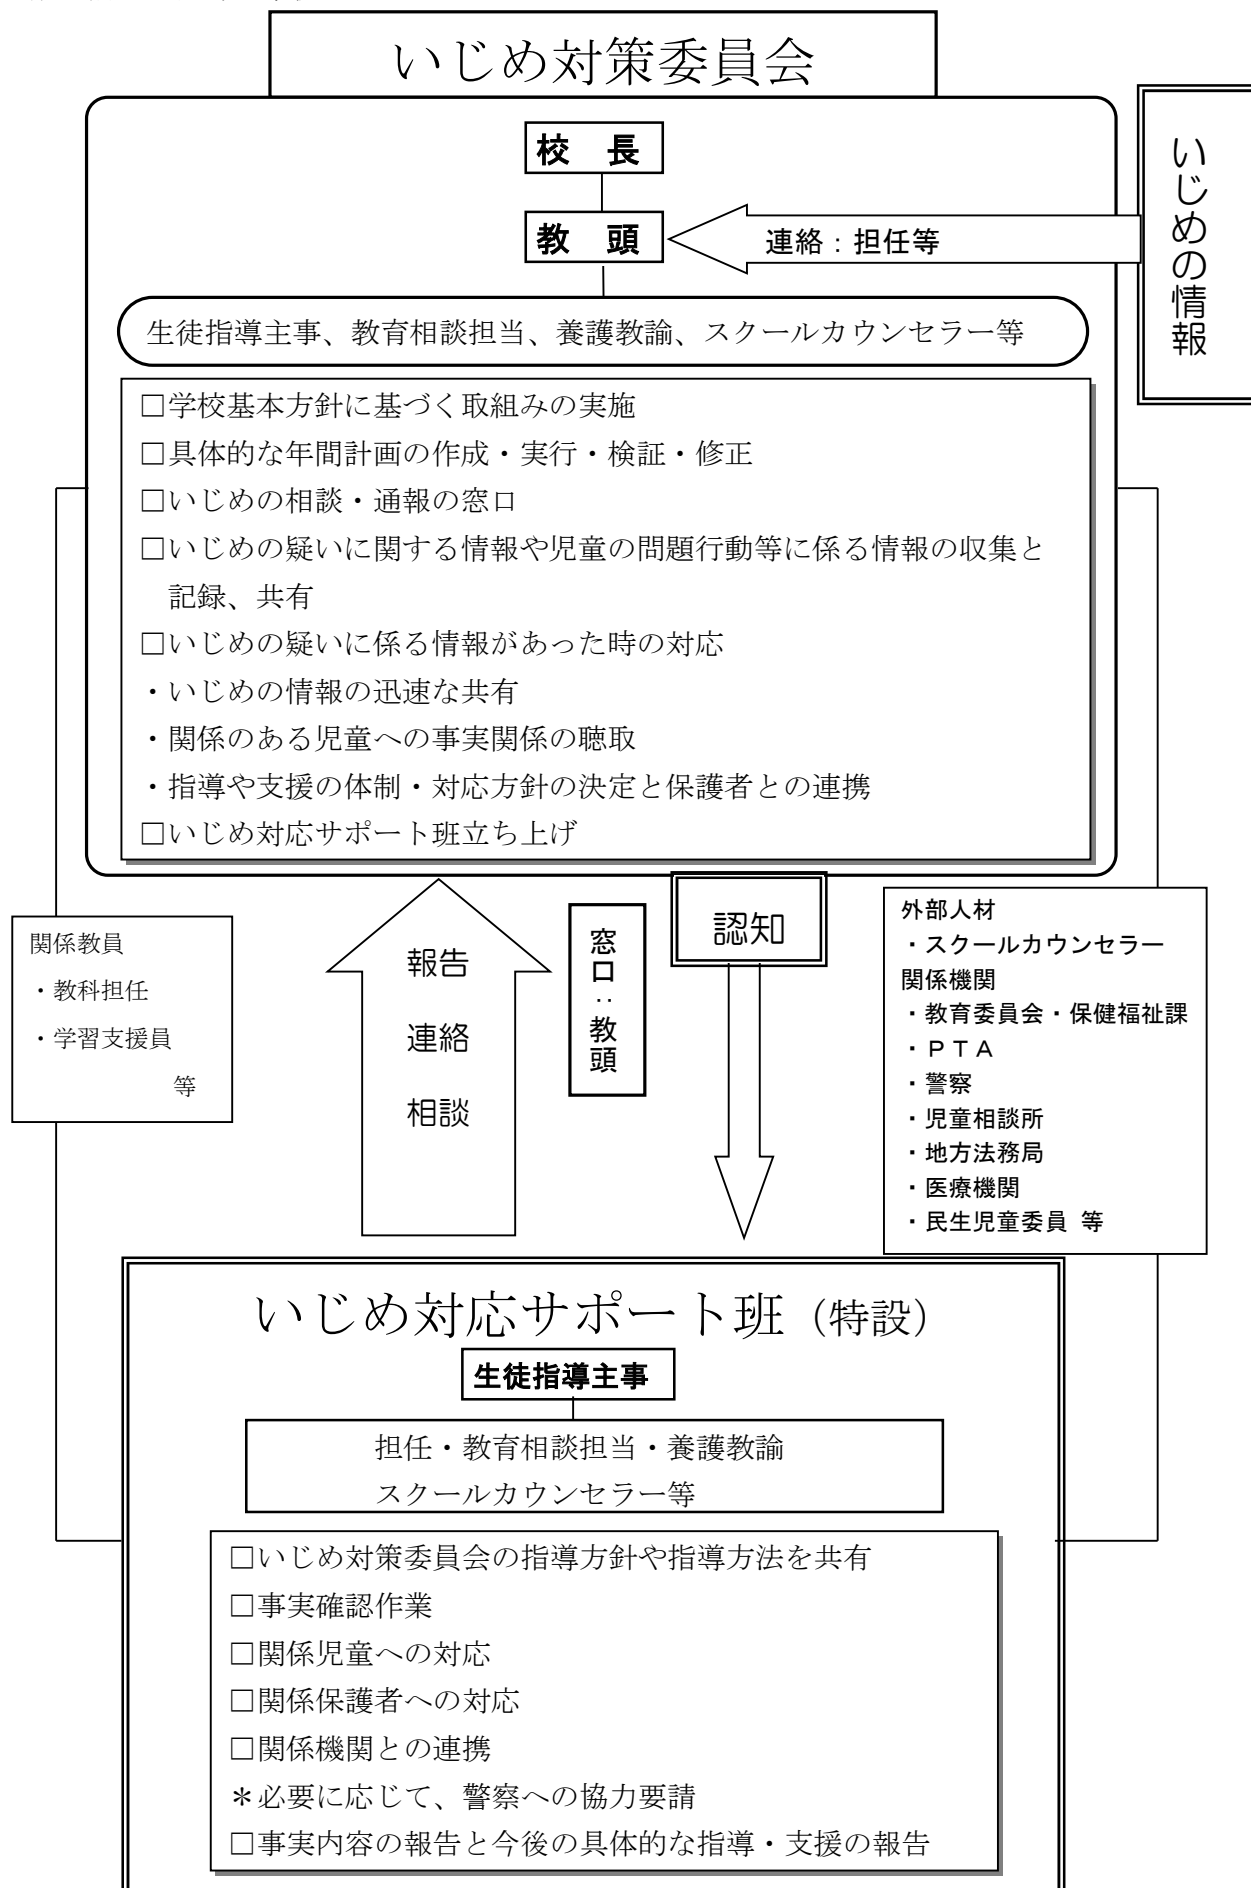 いじめ対策委員会
校　長
教　頭
連絡：担任等
いじめの情報
生徒指導主事、教育相談担当、養護教諭、スクールカウンセラー等
□学校基本方針に基づく取組みの実施
□具体的な年間計画の作成・実行・検証・修正
□いじめの相談・通報の窓口
□いじめの疑いに関する情報や児童の問題行動等に係る情報の収集と
記録、共有
□いじめの疑いに係る情報があった時の対応
・いじめの情報の迅速な共有
・関係のある児童への事実関係の聴取
・指導や支援の体制・対応方針の決定と保護者との連携
□いじめ対応サポート班立ち上げ
関係教員
・教科担任
・学習支援員
等
報告
連絡
相談
窓口：教頭
認知
外部人材
・スクールカウンセラー
関係機関
・教育委員会・保健福祉課
・ＰＴＡ
・警察
・児童相談所
・地方法務局
・医療機関
・民生児童委員 等
いじめ対応サポート班（特設）
生徒指導主事
担任・教育相談担当・養護教諭
スクールカウンセラー等
□いじめ対策委員会の指導方針や指導方法を共有
□事実確認作業
□関係児童への対応
□関係保護者への対応
□関係機関との連携
＊必要に応じて、警察への協力要請
□事実内容の報告と今後の具体的な指導・支援の報告